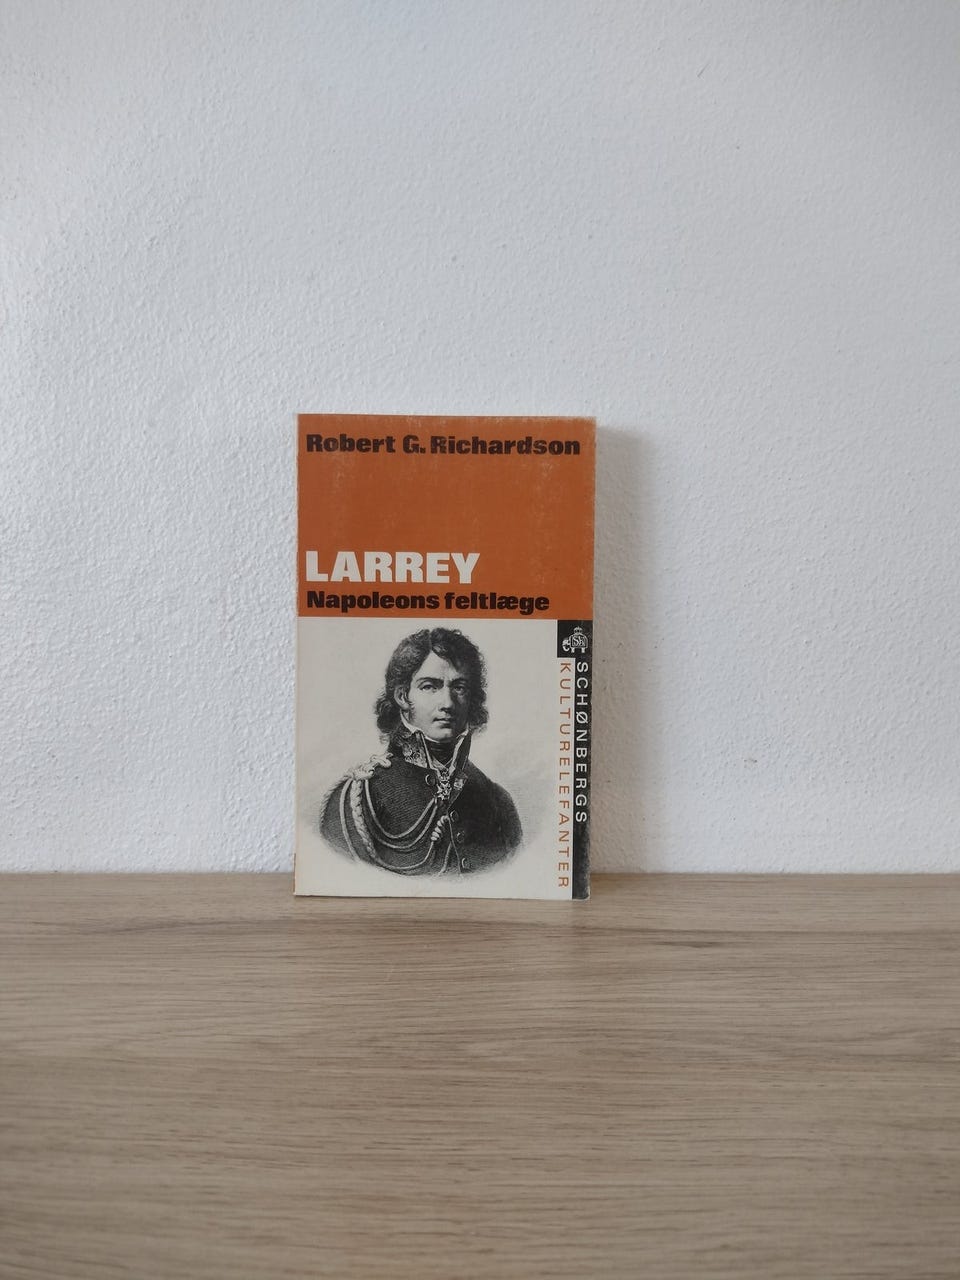 Robert G. Richardson
LARREY
Napoleons feltlæge
SCHØNBERGS
KULTURELEFANTER